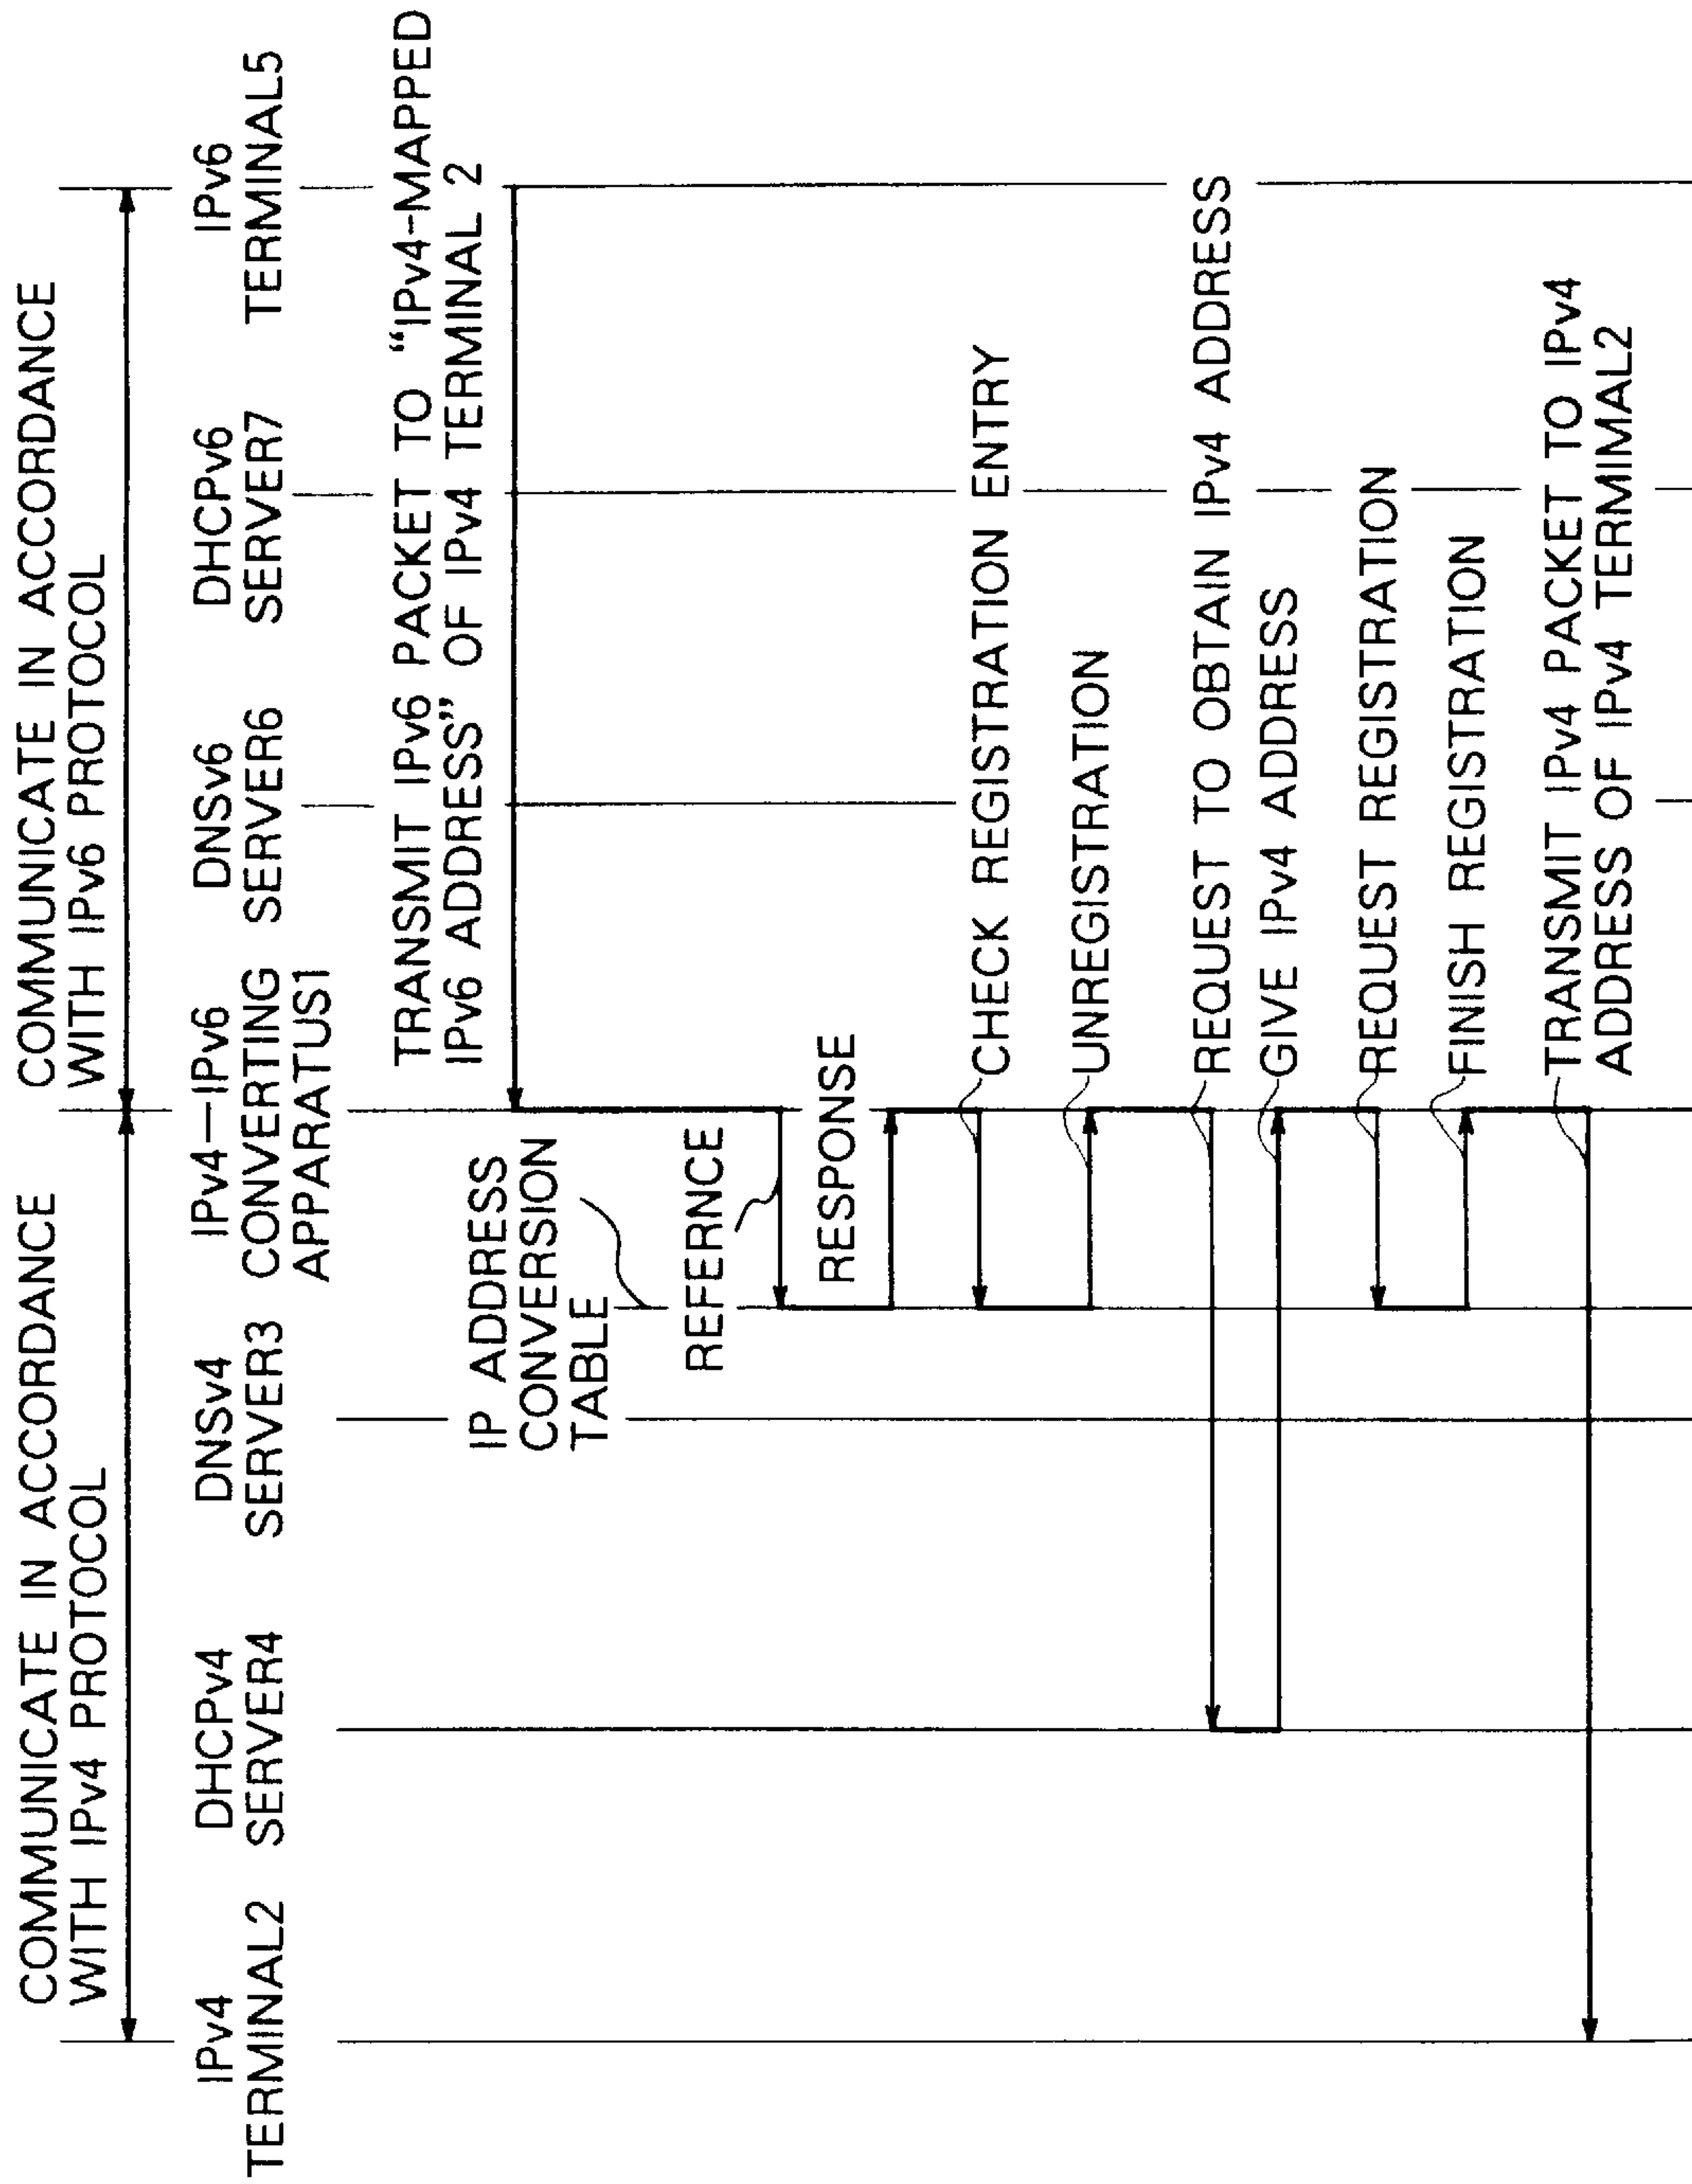 COMMUNICATE IN ACCORDANCE
WITH IPv4 PROTOCOL
COMMUNICATE IN ACCORDANCE
WITH IPv6 PROTOCOL
IPv4
TERMINAL2
DHCPv4
SERVER4
DNSv4
SERVER3
IPv4−IPv6
CONVERTING
APPARATUS1
DNSv6
SERVER6
DHCPv6
SERVER7
IPv6
TERMINAL5
TRANSMIT IPv6 PACKET TO “IPv4-MAPPED
IPv6 ADDRESS” OF IPv4 TERMINAL 2
IP ADDRESS
CONVERSION
TABLE
REFERNCE
RESPONSE
CHECK REGISTRATION ENTRY
UNREGISTRATION
REQUEST TO OBTAIN IPv4 ADDRESS
GIVE IPv4 ADDRESS
REQUEST REGISTRATION
FINISH REGISTRATION
TRANSMIT IPv4 PACKET TO IPv4
ADDRESS OF IPv4 TERMIMAL2